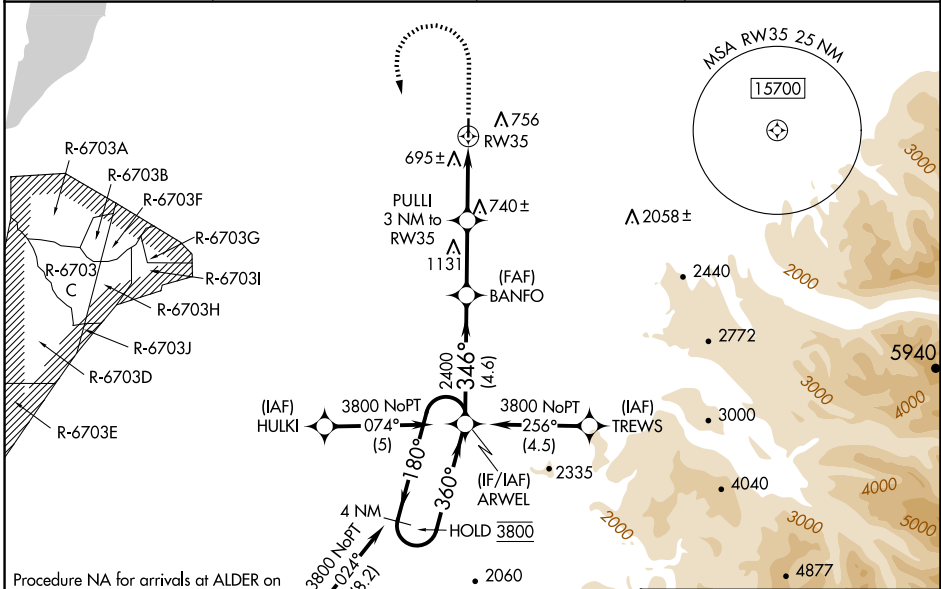 MSA RW35 25 NM
15700
756
RW35
695±
PULLI
3 NM to
RW35
740±
1131
(FAF)
BANFO
2058±
3000
2000
2440
2772
5940
3000
4000
3000
4040
4000
3000
5000
2000
4877
2335
2060
R-6703A
R-6703B
R-6703F
R-6703G
R-6703I
R-6703
C
R-6703H
R-6703J
R-6703D
R-6703E
2400
346°
(4.6)
(IAF)
HULKI
3800 NoPT
074°
(5)
3800 NoPT
256°
(4.5)
(IAF)
TREWS
(IF/IAF)
ARWEL
180°
360°
4 NM
HOLD 3800
3800 NoPT
024°
(8.2)
Procedure NA for arrivals at ALDER on